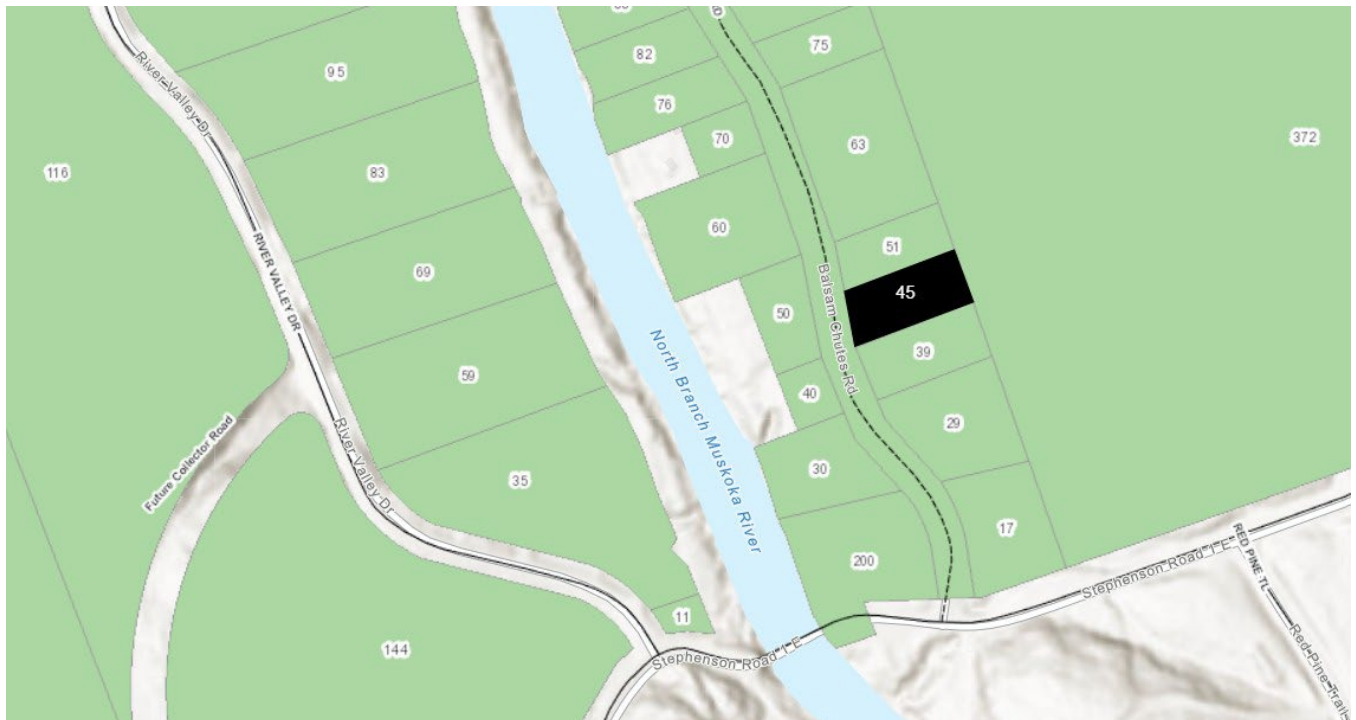 RD
95
82
75
River Valley Dr
76
70
63
372
116
83
60
51
RIVER VALLEY DR
69
45
50
Balsam Chutes Rd
North Branch Muskoka River
39
59
40
29
Future Collector Road
River Valley Dr
35
30
17
200
RED PINE TL
Stephenson Road 1 E
11
Red Pine Trail
144
Stephenson Road 1 E